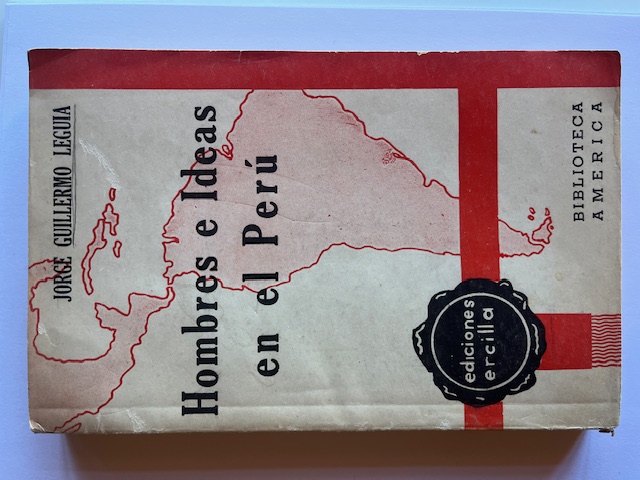 JORGE GUILLERMO LEGUIA
Hombres e Ideas
en el Perú
ediciones
ercilla
BIBLIOTECA
AMERICA